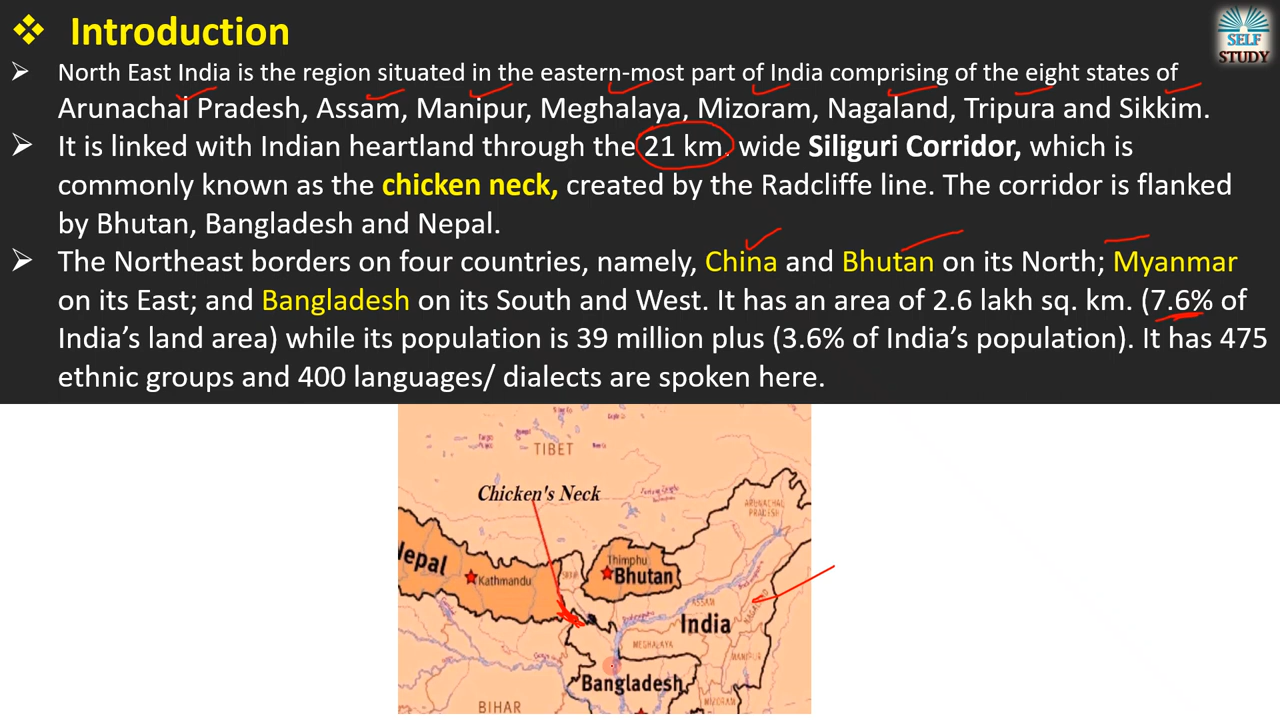 Introduction
SELF
STUDY
North East India is the region situated in the eastern-most part of India comprising of the eight states of
Arunachal Pradesh, Assam, Manipur, Meghalaya, Mizoram, Nagaland, Tripura and Sikkim.
It is linked with Indian heartland through the 21 km. wide Siliguri Corridor, which is
commonly known as the chicken neck, created by the Radcliffe line. The corridor is flanked
by Bhutan, Bangladesh and Nepal.
The Northeast borders on four countries, namely, China and Bhutan on its North; Myanmar
on its East; and Bangladesh on its South and West. It has an area of 2.6 lakh sq. km. (7.6% of
India's land area) while its population is 39 million plus (3.6% of India's population). It has 475
ethnic groups and 400 languages/ dialects are spoken here.
TIBET
Chicken's Neck
ARUNACHAL
PRADESH
Nepal
Thimphu
Kathmandu
Bhutan
ASSAM
NAGALAND
India
MEGHALAYA
MANIPUR
Bangladesh
MIZORAM
BIHAR